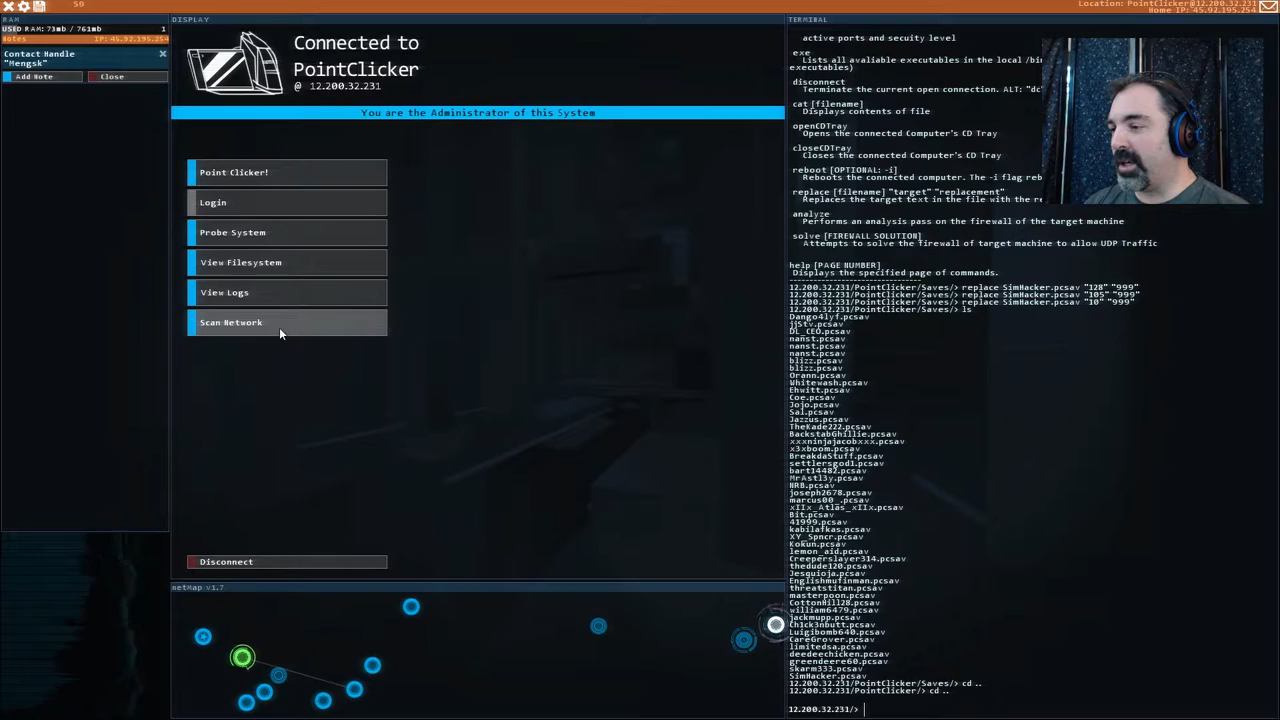 50
Location: PointClicker@12.200.32.231
Home IP: 45.92.195.254
RAM
DISPLAY
TERMINAL
USED RAM: 73mb / 761mb
1
Notes
IP: 45.92.195.254
Contact Handle
"Mengsk"
Add Note
Close
Connected to
PointClicker
@ 12.200.32.231
You are the Administrator of this System
Point Clicker!
Login
Probe System
View Filesystem
View Logs
Scan Network
Disconnect
netMap v1.7
active ports and security level
exe
Lists all avaliable executables in the local /bin
executables)
disconnect
Terminate the current open connection. ALT: "dc"
cat [filename]
Displays contents of file
openCDTray
Opens the connected Computer's CD Tray
closeCDTray
Closes the connected Computer's CD Tray
reboot [OPTIONAL: -i]
Reboots the connected computer. The -i flag reb
replace [filename] "target" "replacement"
Replaces the target text in the file with the re
analyze
Performs an analysis pass on the firewall of the target machine
solve [FIREWALL SOLUTION]
Attempts to solve the firewall of target machine to allow UDP Traffic
help [PAGE NUMBER]
Displays the specified page of commands.
12.200.32.231/PointClicker/Saves/> replace SimHacker.pcsav "128" "999"
12.200.32.231/PointClicker/Saves/> replace SimHacker.pcsav "105" "999"
12.200.32.231/PointClicker/Saves/> replace SimHacker.pcsav "10" "999"
12.200.32.231/PointClicker/Saves/> ls
Dango4lyf.pcsav
jjStv.pcsav
DL_CEO.pcsav
nanst.pcsav
nanst.pcsav
nanst.pcsav
blizz.pcsav
blizz.pcsav
Orann.pcsav
Whitewash.pcsav
Ehwitt.pcsav
Coe.pcsav
Jojo.pcsav
Sal.pcsav
Jazzus.pcsav
TheKade222.pcsav
BackstabGhillie.pcsav
xxxninjajacobxxx.pcsav
x3xboom.pcsav
BreakdaStuff.pcsav
settlersgod1.pcsav
bart14482.pcsav
MrAstl3y.pcsav
NRB.pcsav
joseph2678.pcsav
marcus00_.pcsav
xIIx_Atlas_xIIx.pcsav
Bit.pcsav
41999.pcsav
kabilafkas.pcsav
XY_Spncr.pcsav
Kokun.pcsav
lemon_aid.pcsav
Creeperslayer314.pcsav
thedude120.pcsav
Jesquioja.pcsav
Englishmufinman.pcsav
threatstitan.pcsav
masterpoon.pcsav
CottonHill28.pcsav
william6479.pcsav
jackmupp.pcsav
Ch1ck3nbutt.pcsav
Luigibomb640.pcsav
CareGrover.pcsav
limitedsa.pcsav
deedeechicken.pcsav
greendeere60.pcsav
skarm333.pcsav
SimHacker.pcsav
12.200.32.231/PointClicker/Saves/> cd ..
12.200.32.231/PointClicker/> cd ..
12.200.32.231/>